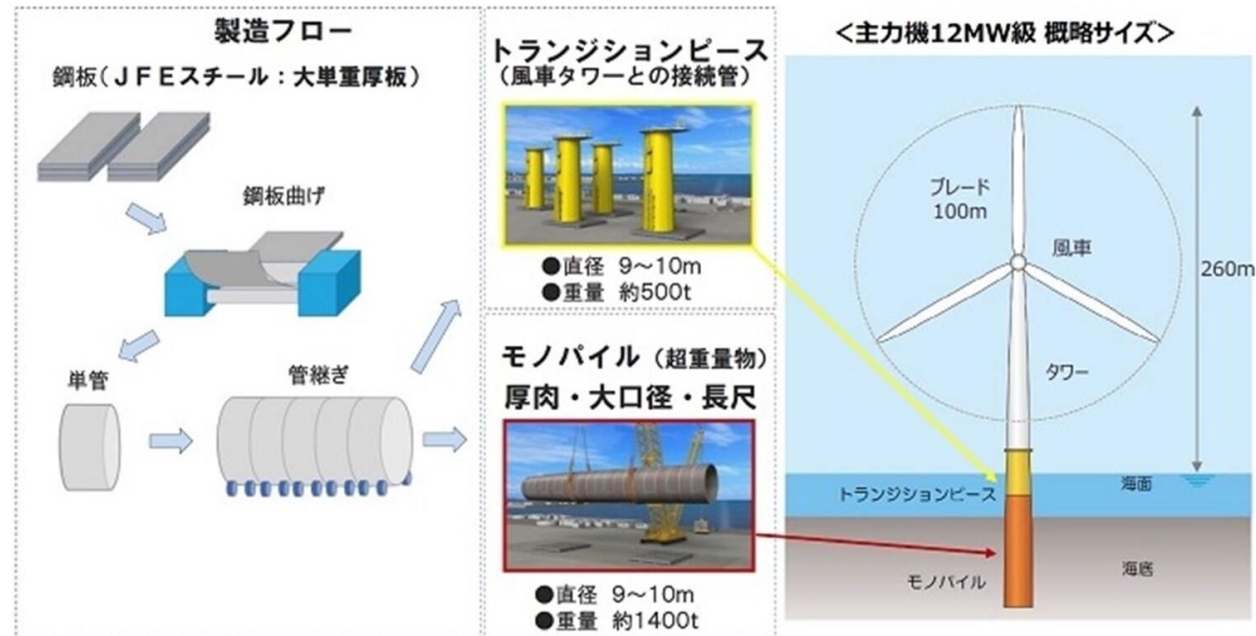 製造フロー
鋼板(JFEスチール:大単重厚板)
鋼板曲げ
単管
管継ぎ
トランジションピース
(風車タワーとの接続管)
●直径 9~10m
●重量 約500t
モノパイル (超重量物)
厚肉・大口径・長尺
●直径 9~10m
●重量 約1400t
<主力機12MW級 概略サイズ>
ブレード
100m
風車
260m
タワー
トランジションピース
海面
モノパイル
海底